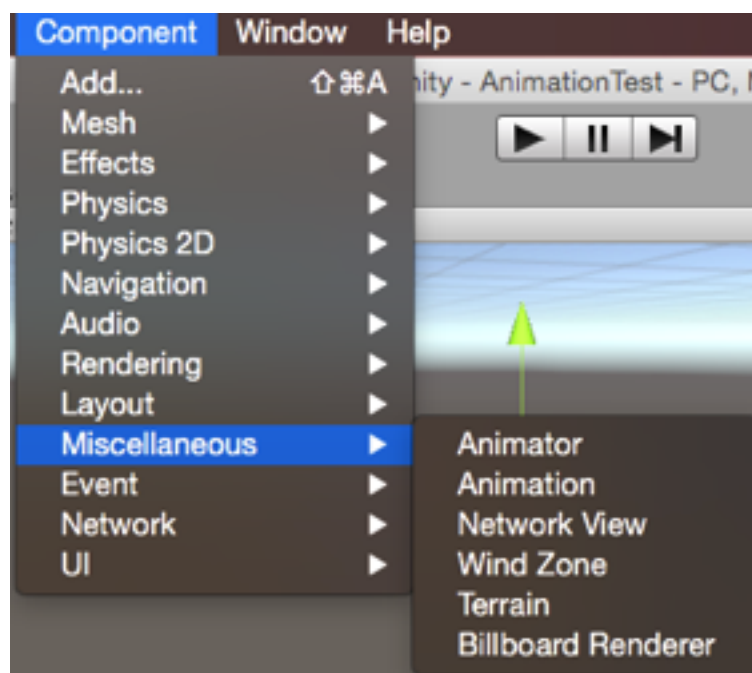 Component Window Help
Add... ⇧⌘A
nity - AnimationTest - PC,
Mesh
Effects
Physics
Physics 2D
Navigation
Audio
Rendering
Layout
Miscellaneous
Animator
Event
Animation
Network
Network View
UI
Wind Zone
Terrain
Billboard Renderer